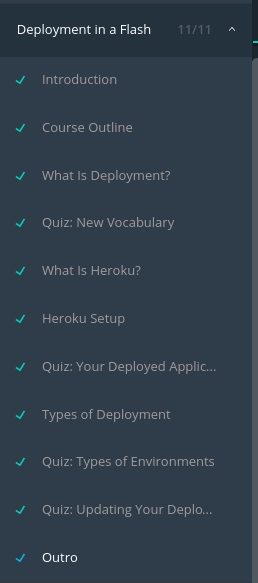 Deployment in a Flash 11/11
Introduction
Course Outline
What Is Deployment?
Quiz: New Vocabulary
What Is Heroku?
Heroku Setup
Quiz: Your Deployed Applic...
Types of Deployment
Quiz: Types of Environments
Quiz: Updating Your Deplo...
Outro